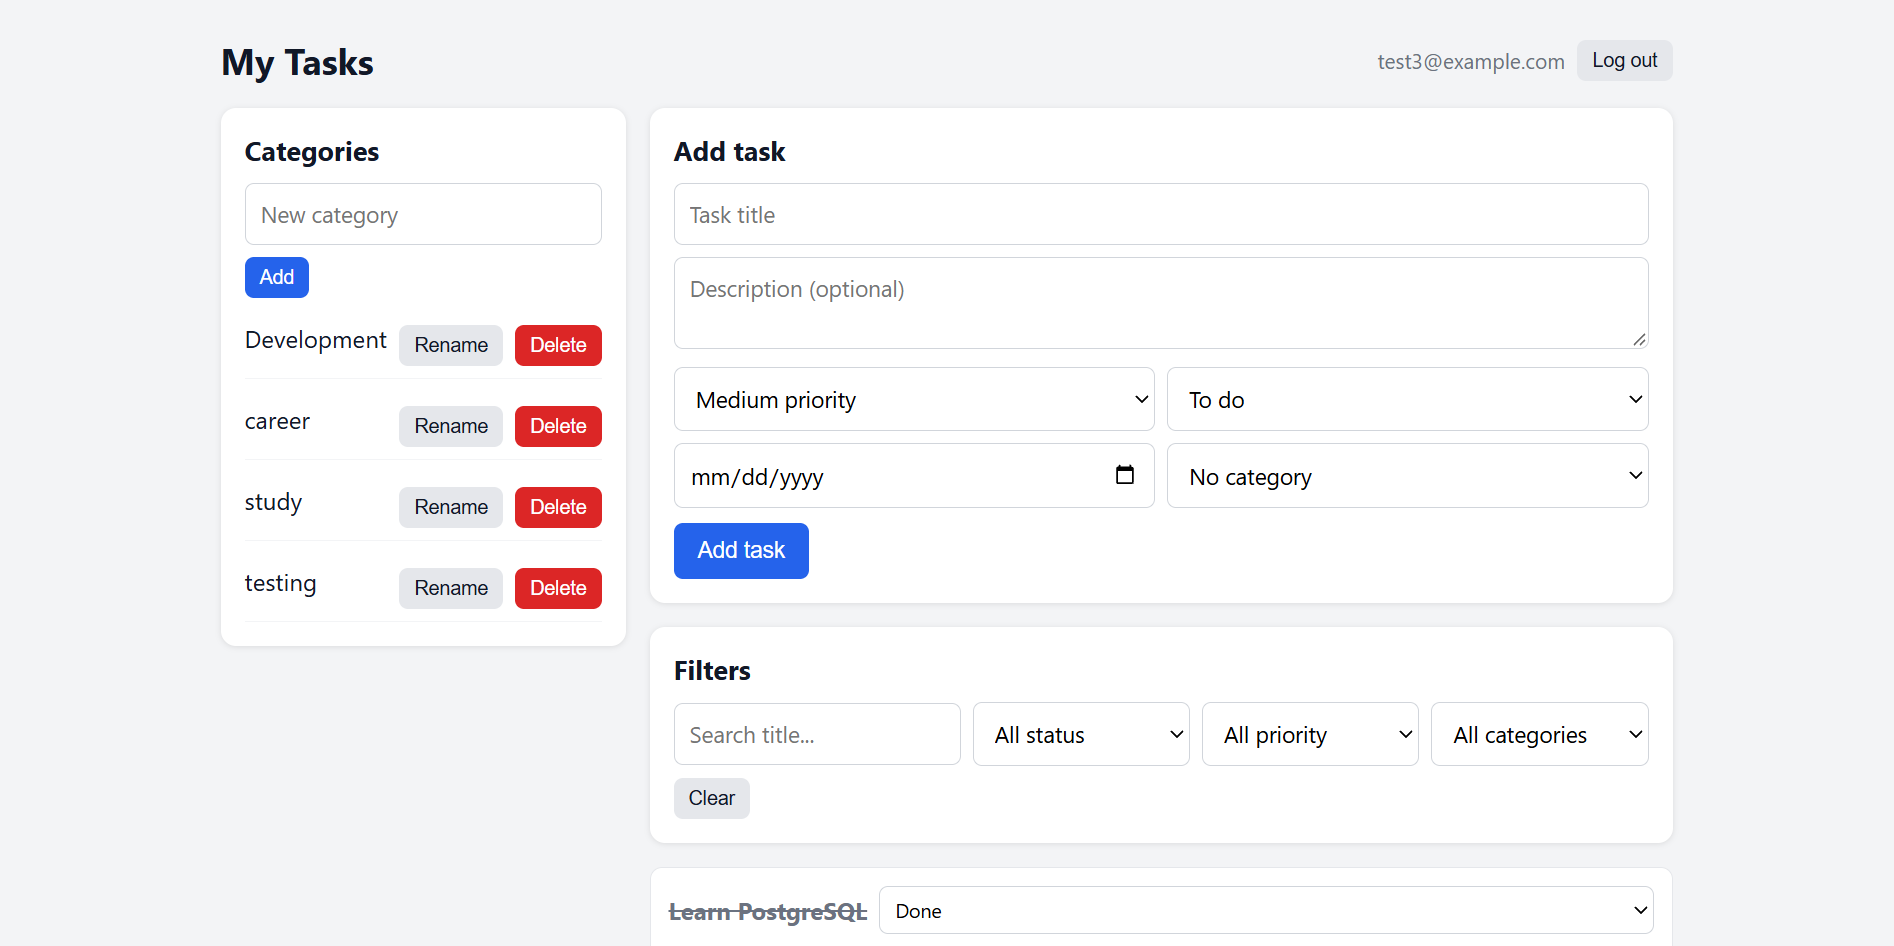 My Tasks
test3@example.com
Log out
Categories
New category
Add
Development
Rename
Delete
career
Rename
Delete
study
Rename
Delete
testing
Rename
Delete
Add task
Task title
Description (optional)
Medium priority
To do
mm/dd/yyyy
No category
Add task
Filters
Search title...
All status
All priority
All categories
Clear
Learn PostgreSQL
Done